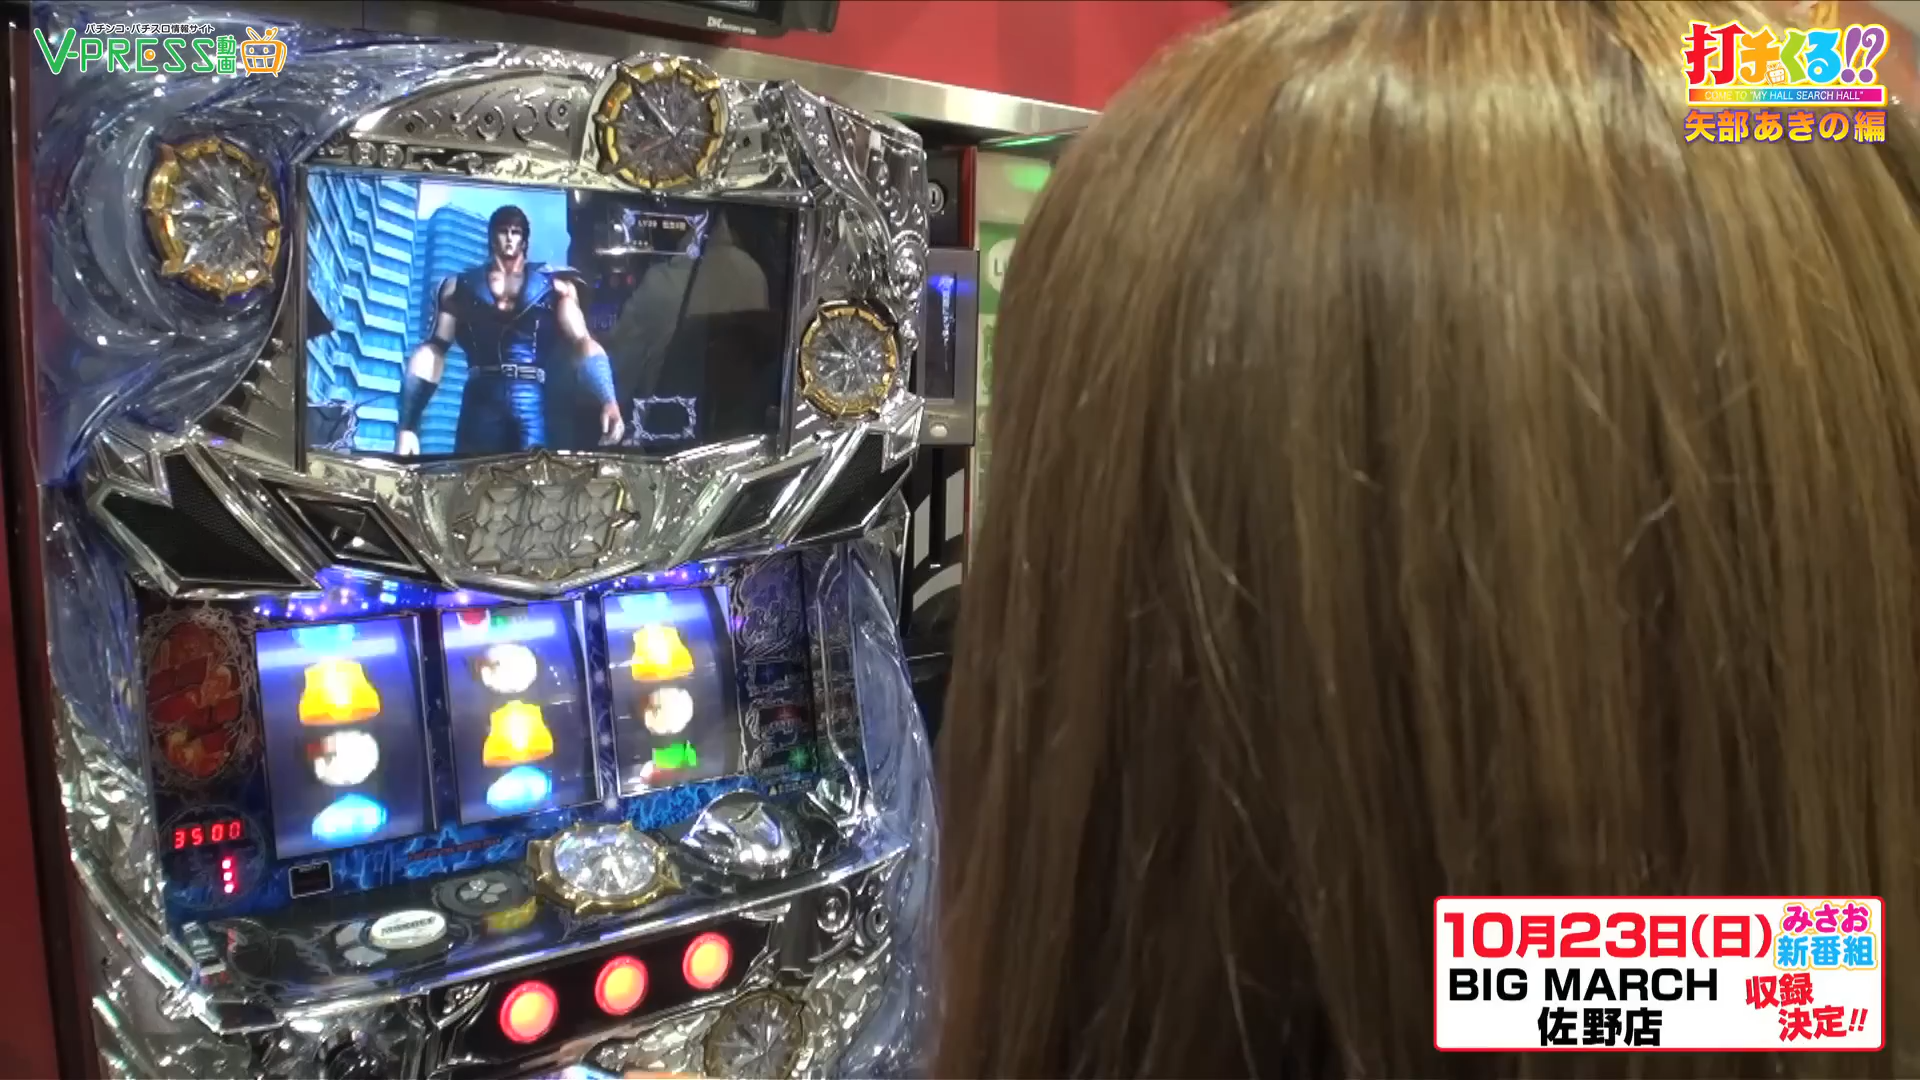 パチンコ・パチスロ情報サイト
V-PRESS動画
打チくる!?
COME TO "MY HALL SEARCH HALL"
矢部あきの編
3500
10月23日(日)
みさお
新番組
BIG MARCH
佐野店
収録
決定!!